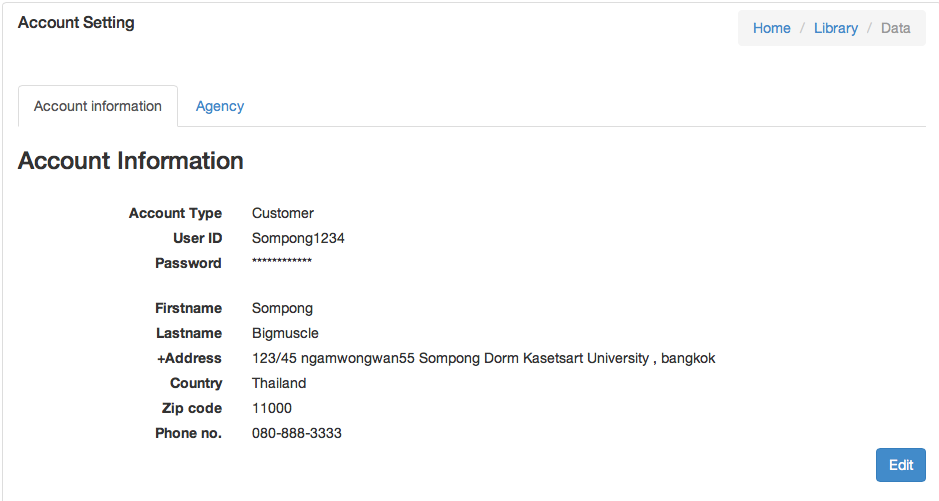 Account Setting
Home / Library / Data
Account information Agency
Account Information
Account Type Customer
User ID Sompong1234
Password ************
Firstname Sompong
Lastname Bigmuscle
+Address 123/45 ngamwongwan55 Sompong Dorm Kasetsart University , bangkok
Country Thailand
Zip code 11000
Phone no. 080-888-3333
Edit